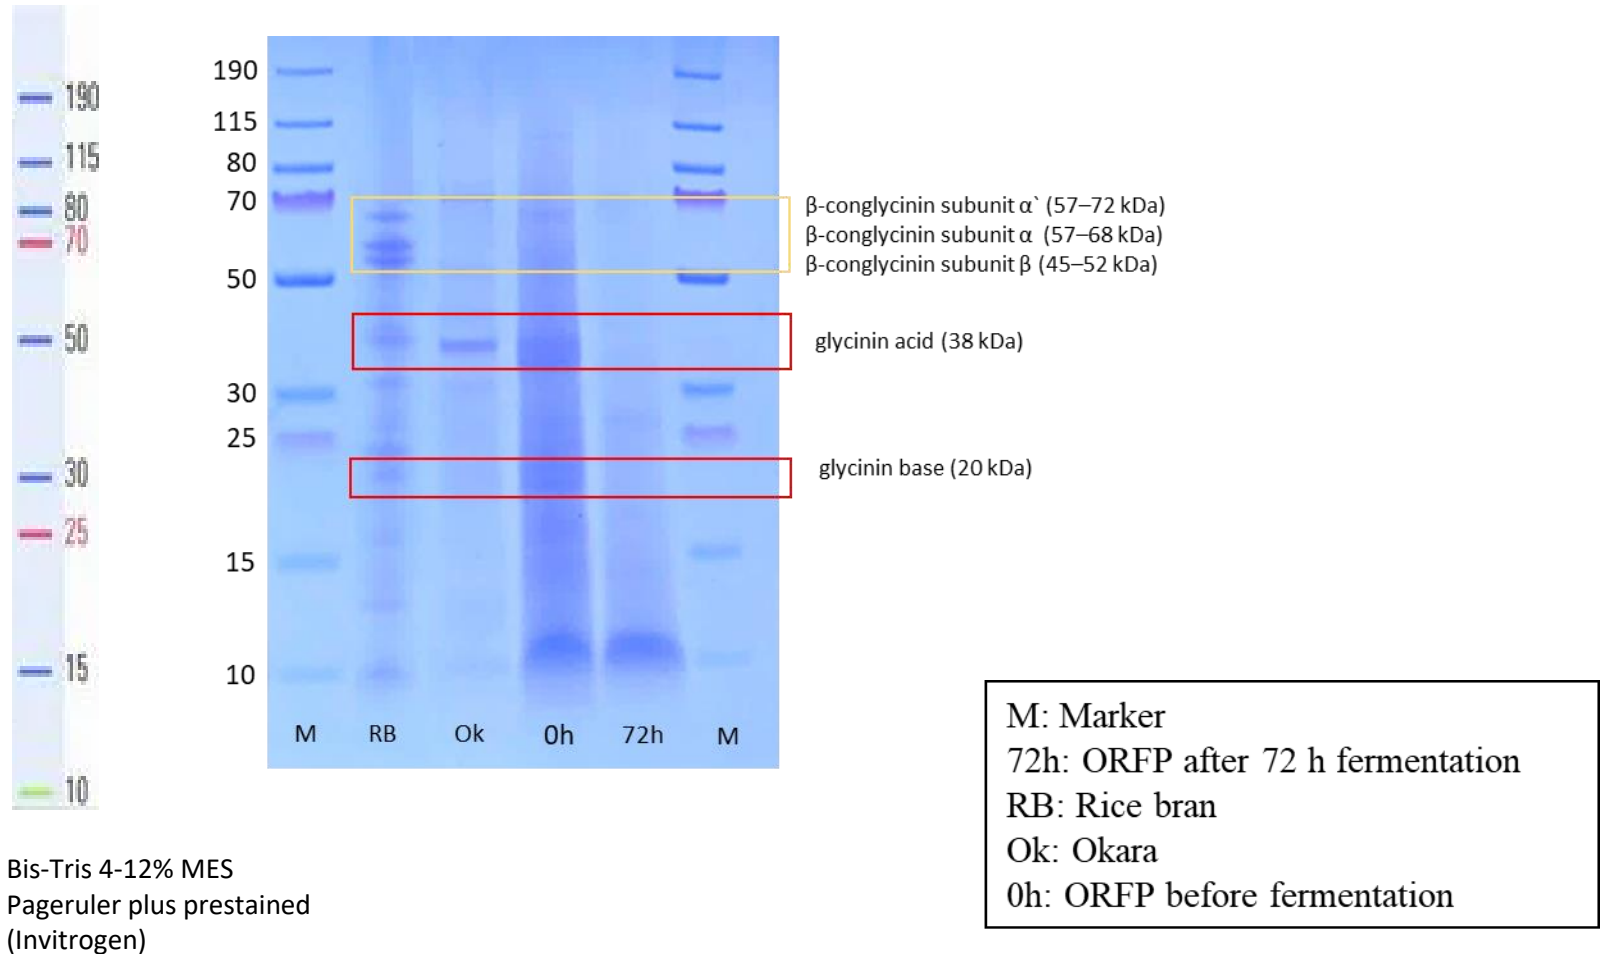 190
115
80
70
50
30
25
15
10
190
115
80
70
50
30
25
15
10
M RB Ok 0h 72h M
β-conglycinin subunit α` (57–72 kDa)
β-conglycinin subunit α (57–68 kDa)
β-conglycinin subunit β (45–52 kDa)
glycinin acid (38 kDa)
glycinin base (20 kDa)
M: Marker
72h: ORFP after 72 h fermentation
RB: Rice bran
Ok: Okara
0h: ORFP before fermentation
Bis-Tris 4-12% MES
Pageruler plus prestained
(Invitrogen)